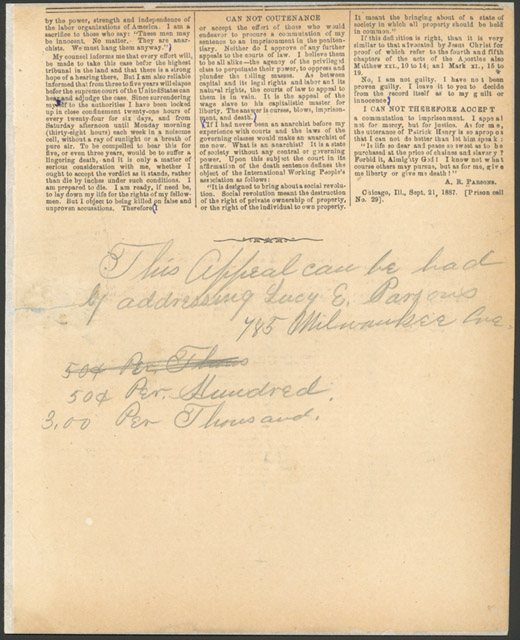 by the power, strength and independence of
the labor organizations of America. I am a
sacrifice to those who say: "These men may
be innocent. No matter. They are anar-
chists. We must hang them anyway."
My counsel informs me that every effort will,
be made to take this case befor the highest
tribunal in the land and that there is a strong
hope of a hearing there. But I am also reliable
informed that from three to five years will elapse
befor the supreme court of the United States can
hear and adjudge the case. Since surrendering
myself to the authorities I have been locked
up in close confinement twenty-one hours of
every twenty-four for six days, and from
Saturday afternoon until Monday morning
(thirty-eight hours) each week in a noisome
cell, without a ray of sunlight or a breath of
pure air. To be compelled to bear this for
five, or even three years, would be to suffer a
lingering death, and it is only a matter of
serious consideration with me, whether I
ought to accept the verdict as it stands, rather
than die by inches under such conditions. I
am prepared to die. I am ready, if need be,
to lay down my life for the rights of my fellow-
men. But I object to being killed on false and
unproven accusations. Therefore
CAN NOT COUTENANCE
or accept the effort of those who would
endeavor to procure a commutation of my
sentence to an imprisonment in the peniten-
tiary. Neither do I approve of any further
appeals to the courts of law. I believe them
to be all alike—the agency of the privileged
class to perpetuate their power, to oppress and
plunder the toiling masses. As between
capital and its legal rights and labor and its
natural rights, the courts of law to appeal to
them is in vain. It is the appeal of the
wage slave to his capitalistic master for
liberty. The answer is curses, blows, imprison-
ment, and death.
If I had never been an anarchist before my
experience with courts and the laws of the
governing classes would make an anarchist of
me now. What is an anarchist? It is a state
of society without any central or governing
power. Upon this subject the court in its
affirmation of the death sentence defines the
object of the International Working People's
association as follows:
"It is designed to bring about a social revolu-
tion. Social revolution meant the destruction
of the right of private ownership of property,
or the right of the individual to own property.
It meant the bringing about of a state of
society in which all property should be held
in common."
If this definition is right, than it is very
similar to that advocated by Jesus Christ for
proof of which refer to the fourth and fifth
chapters of the acts of the Apostles also
Matthew xxi., 10 to 14; and Mark xi., 15 to
19.
No, I am not guilty. I have not been
proven guilty. I leave it to you to decide
from the record itself as to my guilt or
innocence
I CAN NOT THEREFORE ACCEPT
a commutation to imprisonment. I appeal
not for mercy, but for justice. As for me,
the utterance of Patrick Henry is so apropos
that I can not do better than let him speak:
"Is life so dear and peace so sweet as to be
purchased at the price of chains and slavery?
Forbid it, Almighty God! I know not what
course others may pursue, but as for me, give
me liberty or give me death!"
A. R. PARSONS.
Chicago, Ill., Sept. 21, 1887. [Prison call
No. 29].
This Appeal can be had
by addressing Lucy E. Parsons
785 Milwaukee Ave.
50¢ Per Thous
50¢ Per. Hundred.
3.00 Per Thousand.